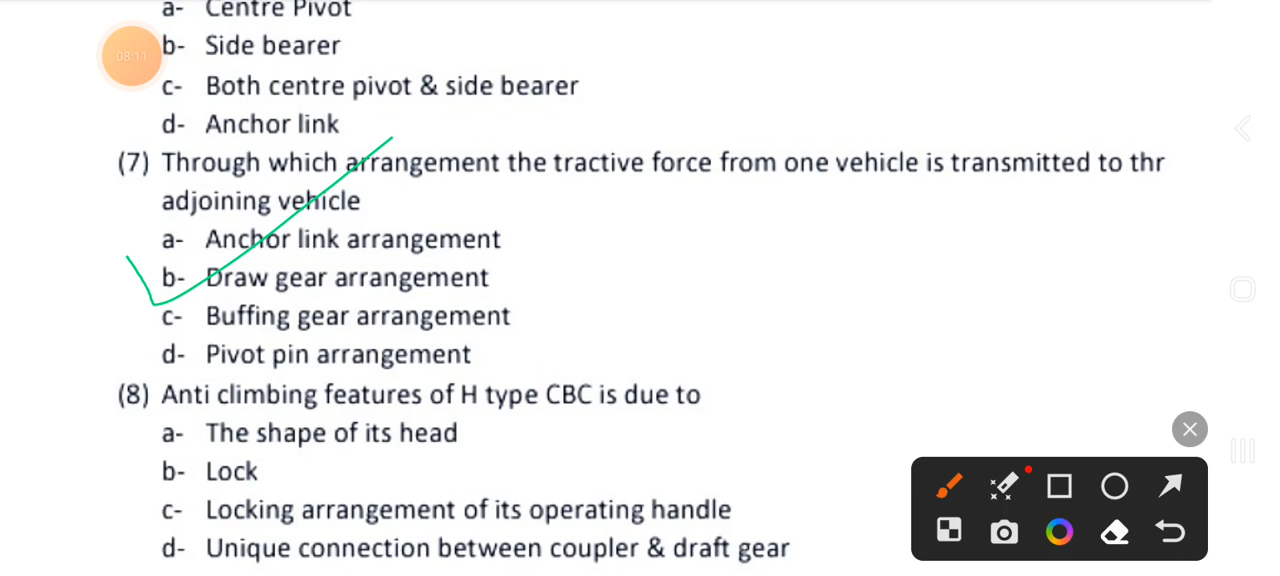 a- Centre Pivot
08:11
b- Side bearer
c- Both centre pivot & side bearer
d- Anchor link
(7) Through which arrangement the tractive force from one vehicle is transmitted to thr
adjoining vehicle
a- Anchor link arrangement
b- Draw gear arrangement
c- Buffing gear arrangement
d- Pivot pin arrangement
(8) Anti climbing features of H type CBC is due to
a- The shape of its head
b- Lock
c- Locking arrangement of its operating handle
d- Unique connection between coupler & draft gear